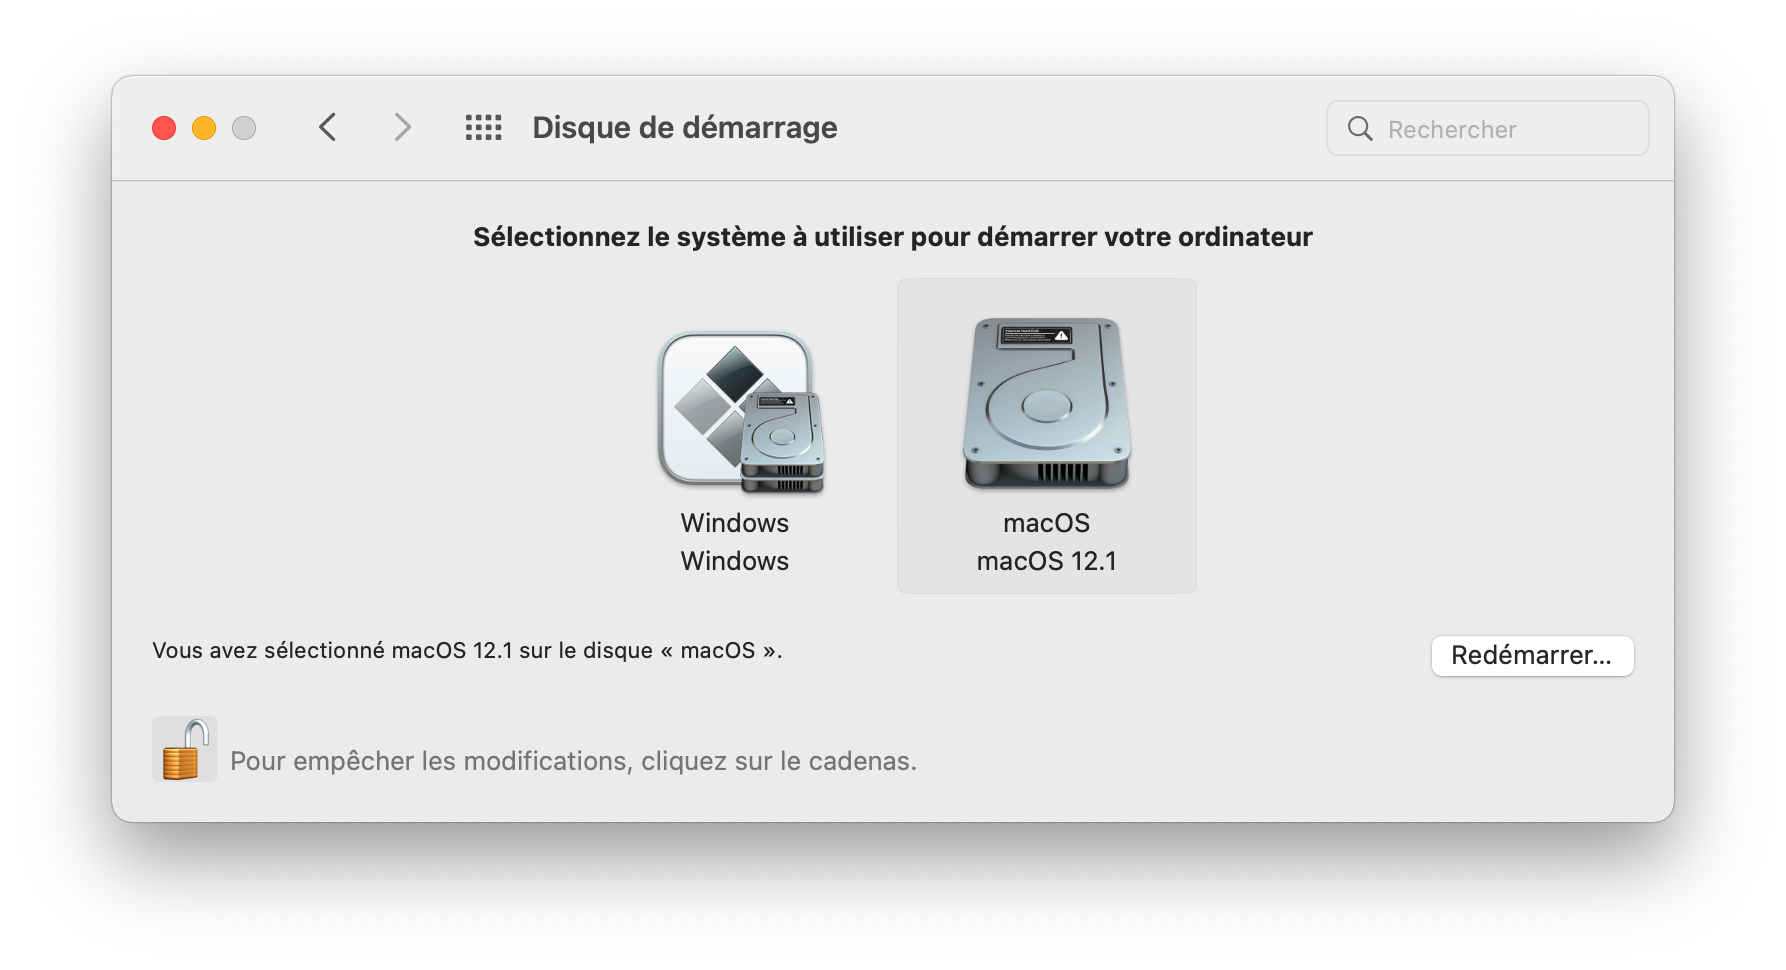 Disque de démarrage
Rechercher
Sélectionnez le système à utiliser pour démarrer votre ordinateur
Windows
Windows
macOS
macOS 12.1
Vous avez sélectionné macOS 12.1 sur le disque « macOS ».
Redémarrer...
Pour empêcher les modifications, cliquez sur le cadenas.